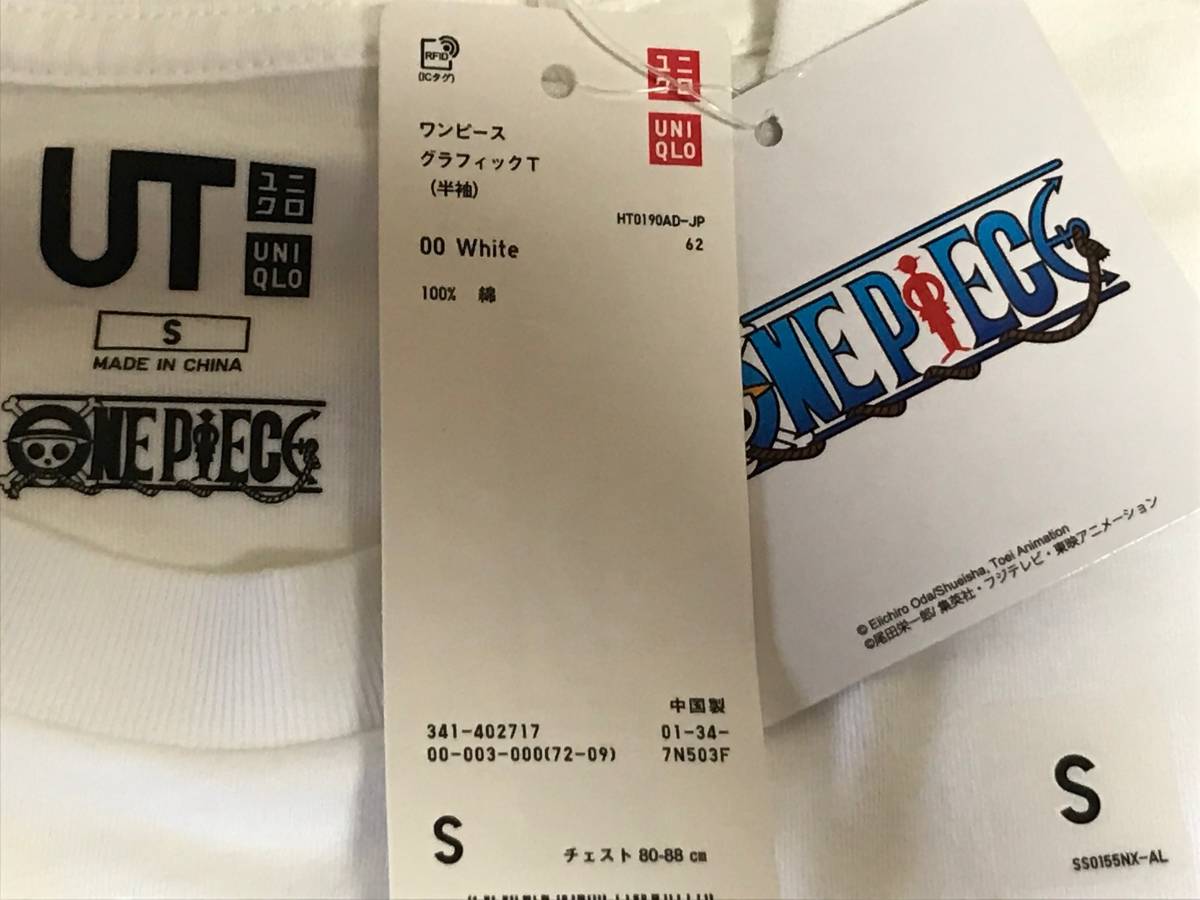 UT
ユニ
クロ
UNI
QLO
S
MADE IN CHINA
ONE PIECE
RFID
(ICタグ)
ユニ
クロ
UNI
QLO
ワンピース
グラフィックT
(半袖)
HT0190AD-JP
00 White
62
100% 綿
中国製
341-402717
01-34-
00-003-000(72-09)
7N503F
S
チェスト 80-88 cm
ONE PIECE
© Eiichiro Oda/Shueisha, Toei Animation
©尾田栄一郎/ 集英社・フジテレビ・東映アニメーション
S
SS0155NX-AL